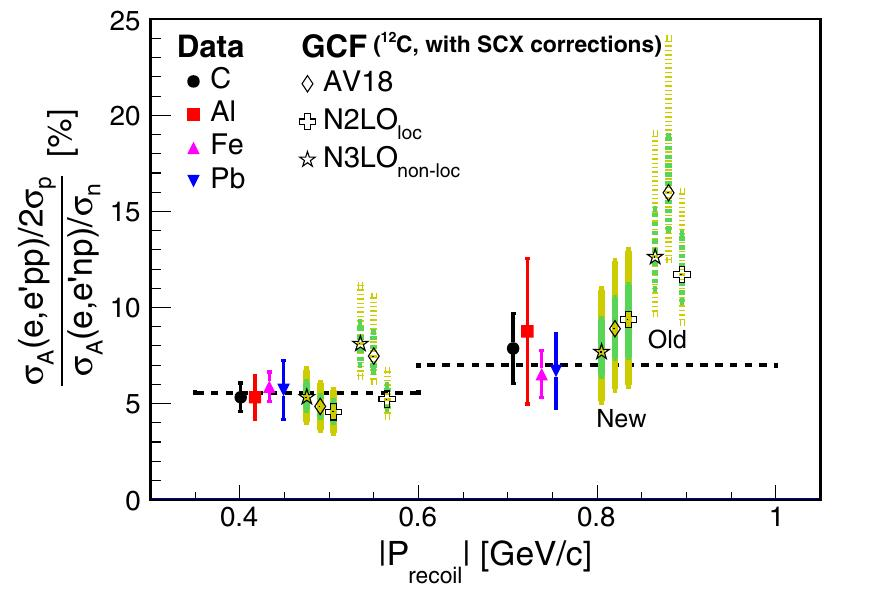 25
20
15
10
5
0
σA(e,e'pp)/2σp
σA(e,e'np)/σn
[%]
Data
C
Al
Fe
Pb
GCF (¹²C, with SCX corrections)
AV18
N2LOloc
N3LOnon-loc
Old
New
0.4 0.6 0.8 1
|Precoil| [GeV/c]